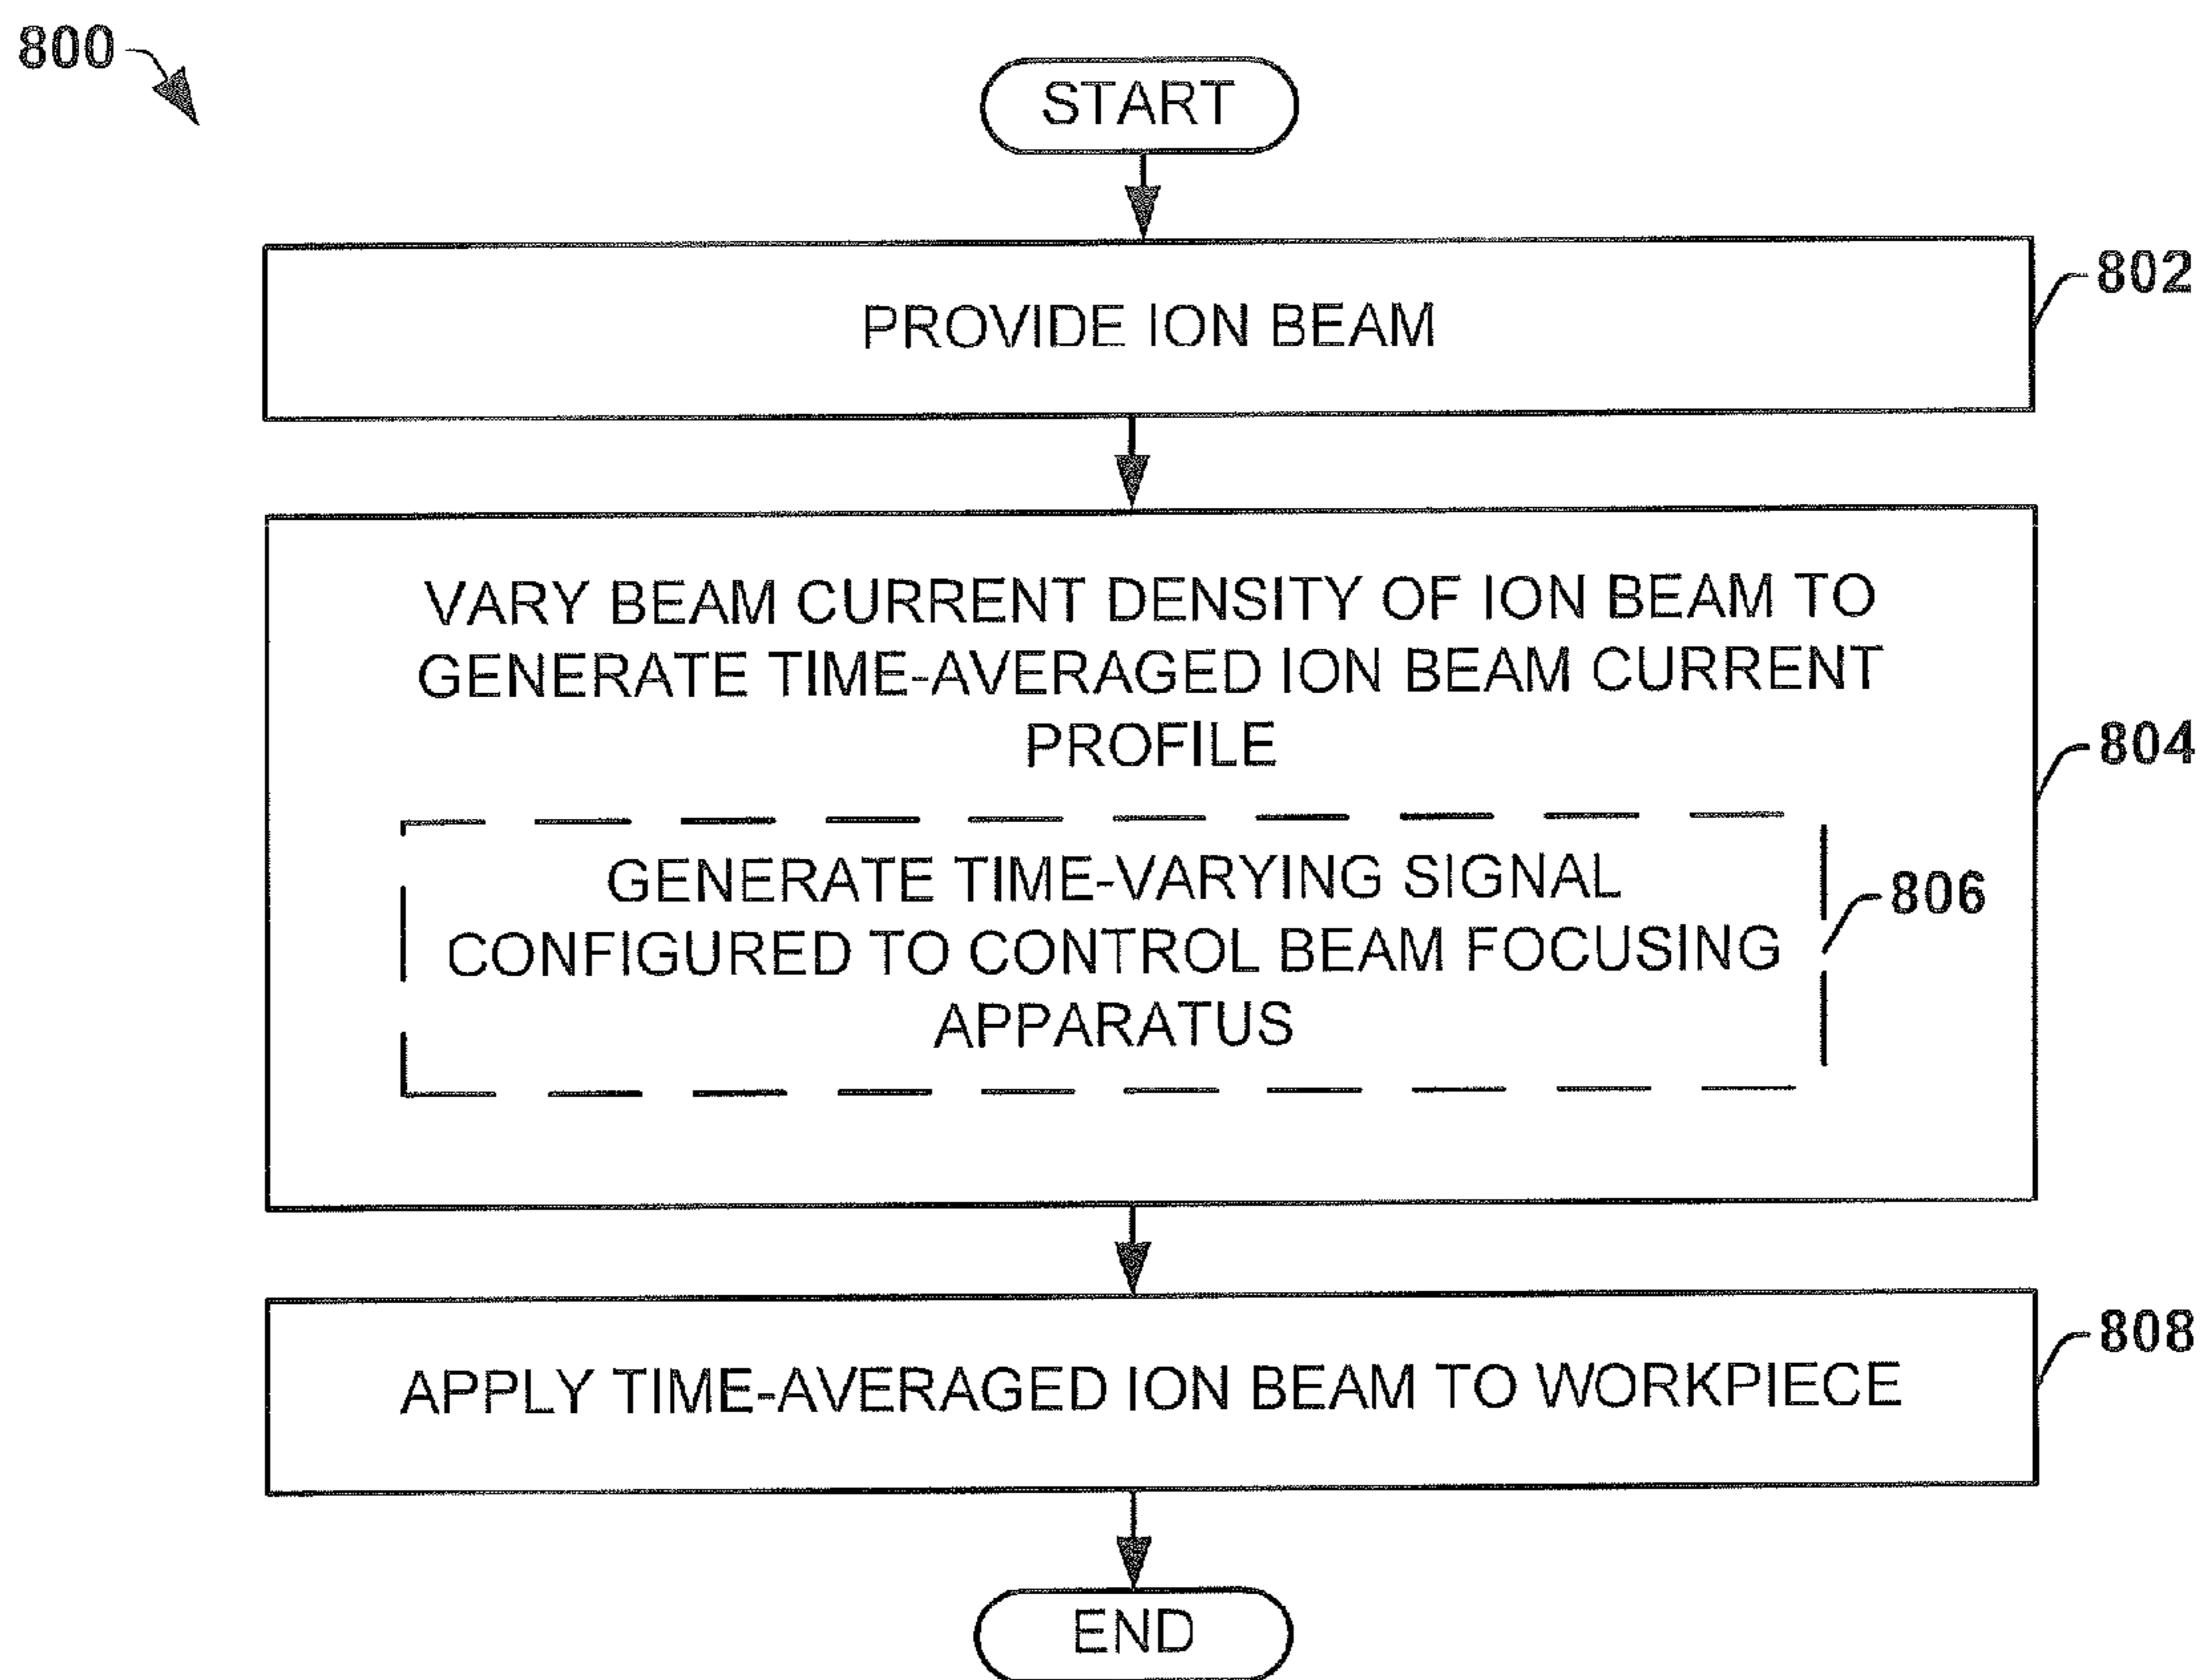 800
START
PROVIDE ION BEAM
802
VARY BEAM CURRENT DENSITY OF ION BEAM TO
GENERATE TIME-AVERAGED ION BEAM CURRENT
PROFILE
804
GENERATE TIME-VARYING SIGNAL
CONFIGURED TO CONTROL BEAM FOCUSING
APPARATUS
806
APPLY TIME-AVERAGED ION BEAM TO WORKPIECE
808
END